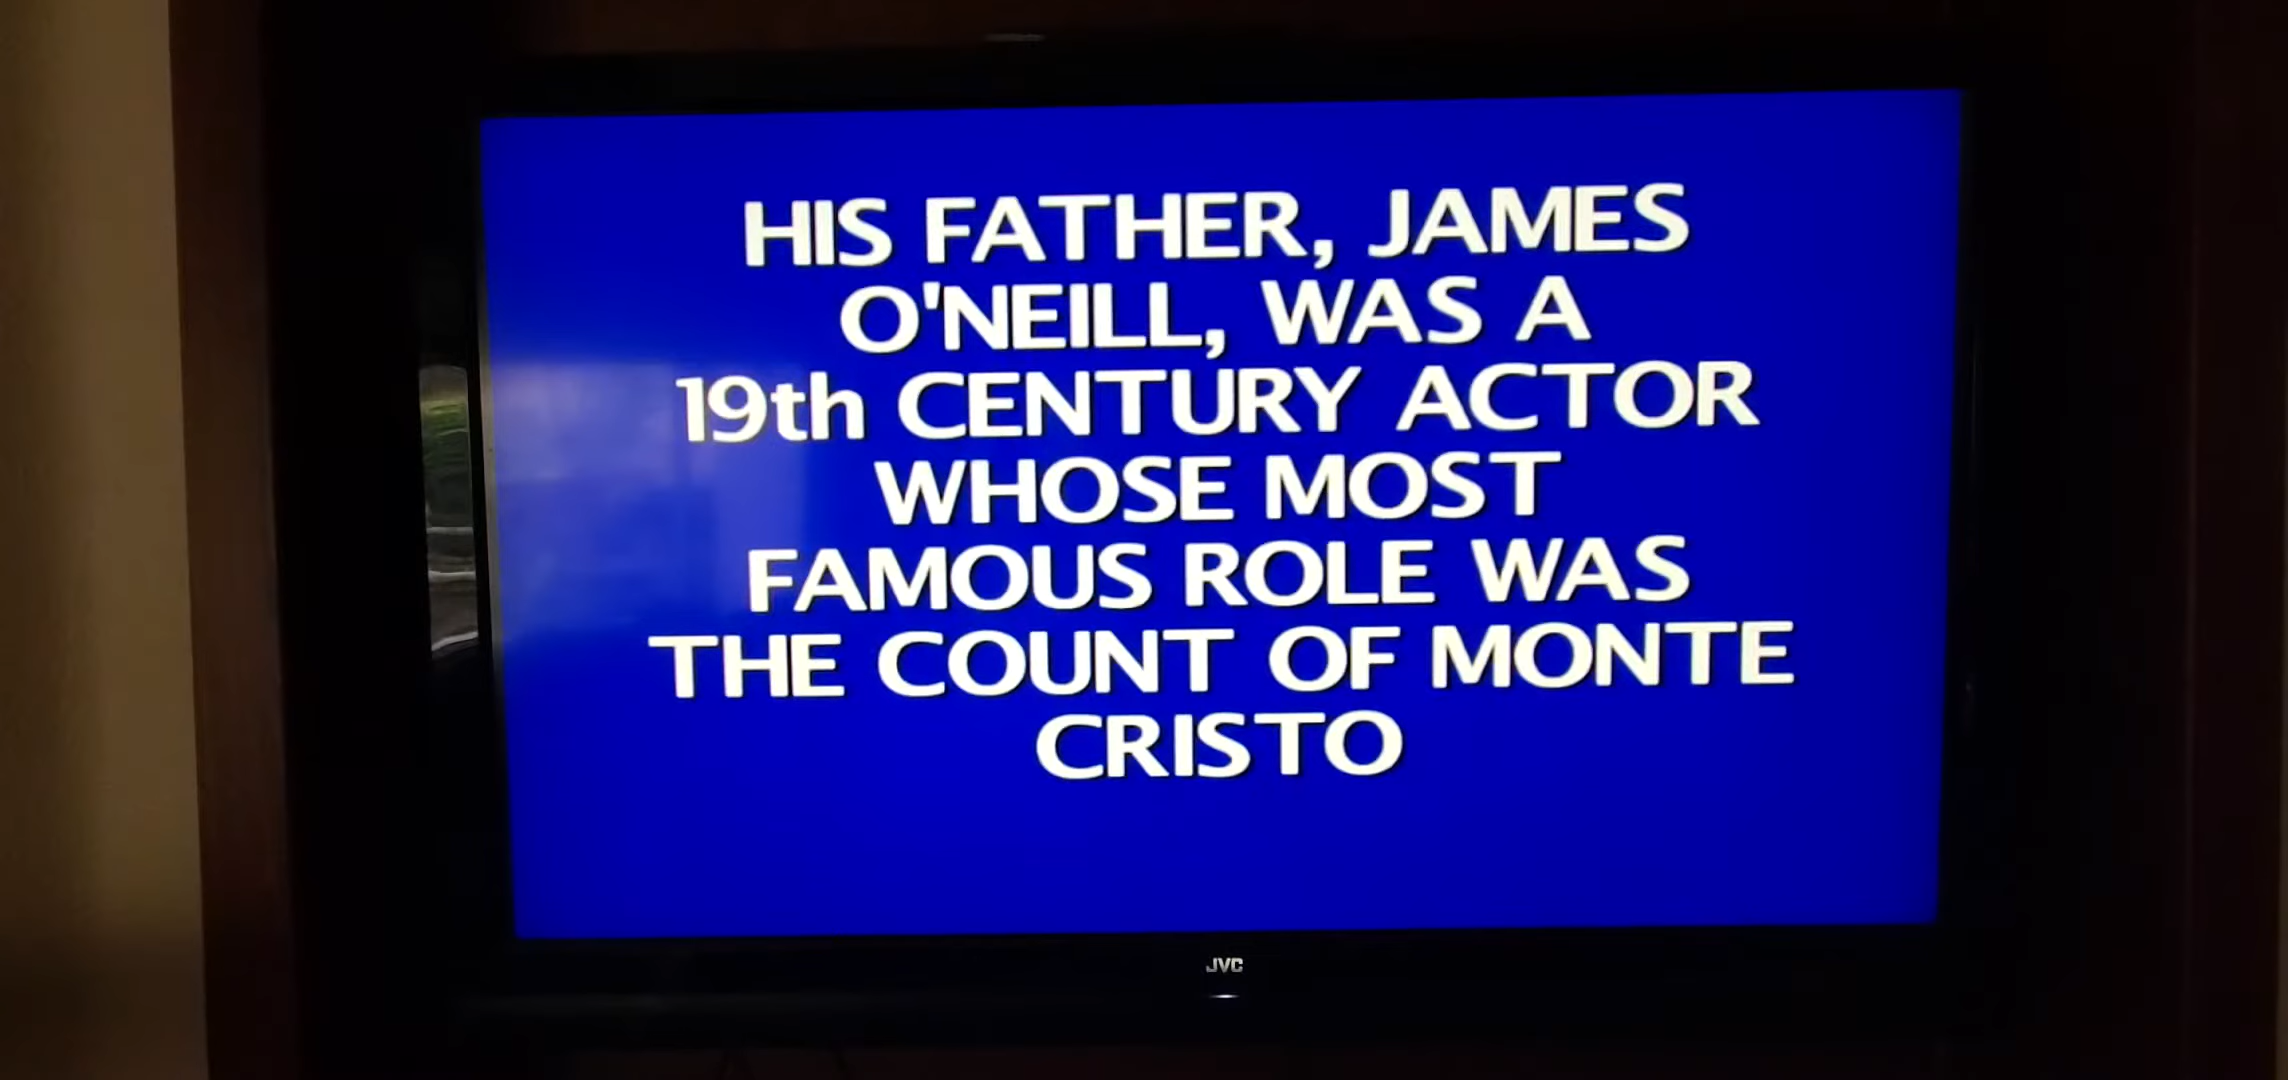 HIS FATHER, JAMES
O'NEILL, WAS A
19th CENTURY ACTOR
WHOSE MOST
FAMOUS ROLE WAS
THE COUNT OF MONTE
CRISTO
JVC